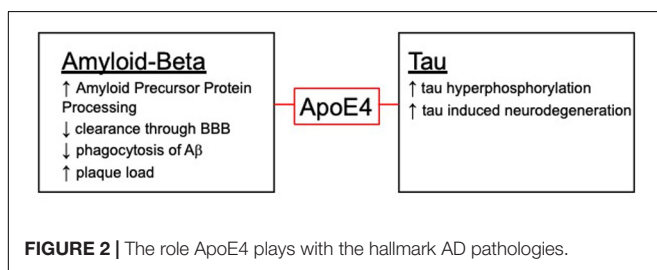 Amyloid-Beta
↑ Amyloid Precursor Protein
Processing
↓ clearance through BBB
↓ phagocytosis of Aβ
↑ plaque load
ApoE4
Tau
↑ tau hyperphosphorylation
↑ tau induced neurodegeneration
FIGURE 2 | The role ApoE4 plays with the hallmark AD pathologies.